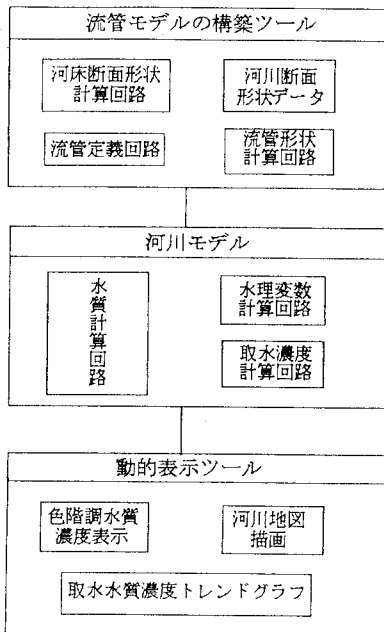 流管モデルの構築ツール
河床断面形状
計算回路
河川断面
形状データ
流管定義回路
流管形状
計算回路
河川モデル
水質計算回路
水理変数
計算回路
取水濃度
計算回路
動的表示ツール
色階調水質
濃度表示
河川地図
描画
取水水質濃度トレンドグラフ